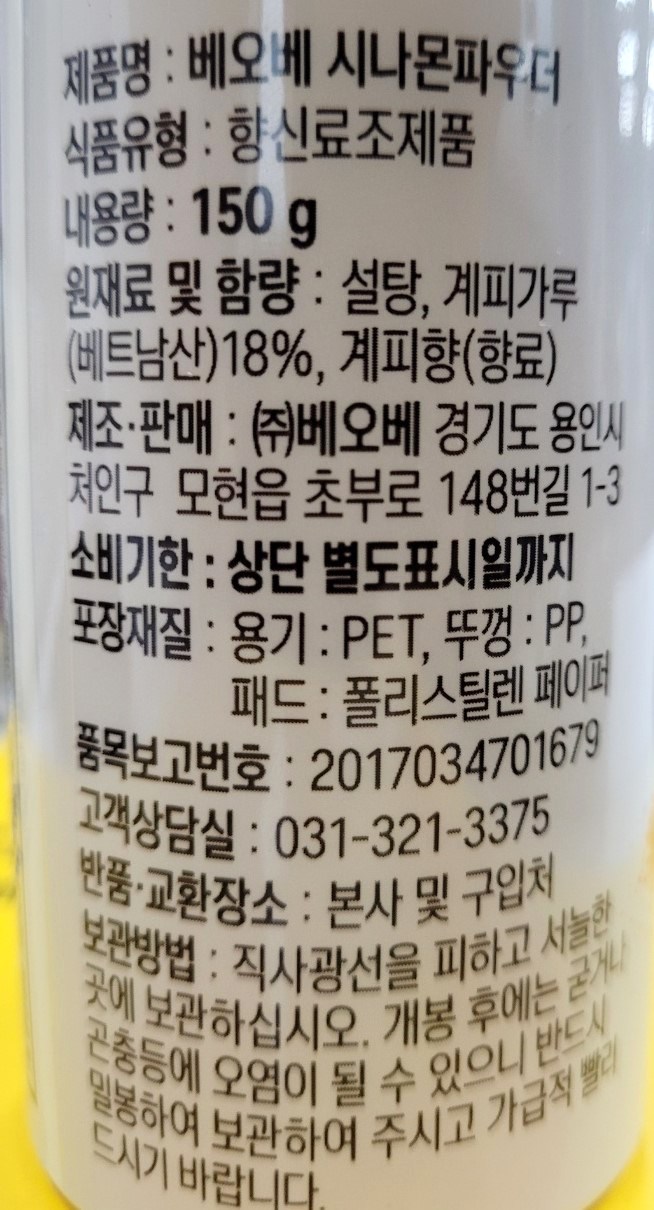 제품명 : 베오베 시나몬파우더
식품유형 : 향신료조제품
내용량 : 150 g
원재료 및 함량 : 설탕, 계피가루
(베트남산)18%, 계피향(향료)
제조·판매 : ㈜베오베 경기도 용인시
처인구 모현읍 초부로 148번길 1-3
소비기한 : 상단 별도표시일까지
포장재질 : 용기 : PET, 뚜껑 : PP,
패드 : 폴리스틸렌 페이퍼
품목보고번호 : 2017034701679
고객상담실 : 031-321-3375
반품·교환장소 : 본사 및 구입처
보관방법 : 직사광선을 피하고 서늘한
곳에 보관하십시오. 개봉 후에는 굳거나
곤충등에 오염이 될 수 있으니 반드시
밀봉하여 보관하여 주시고 가급적 빨리
드시기 바랍니다.